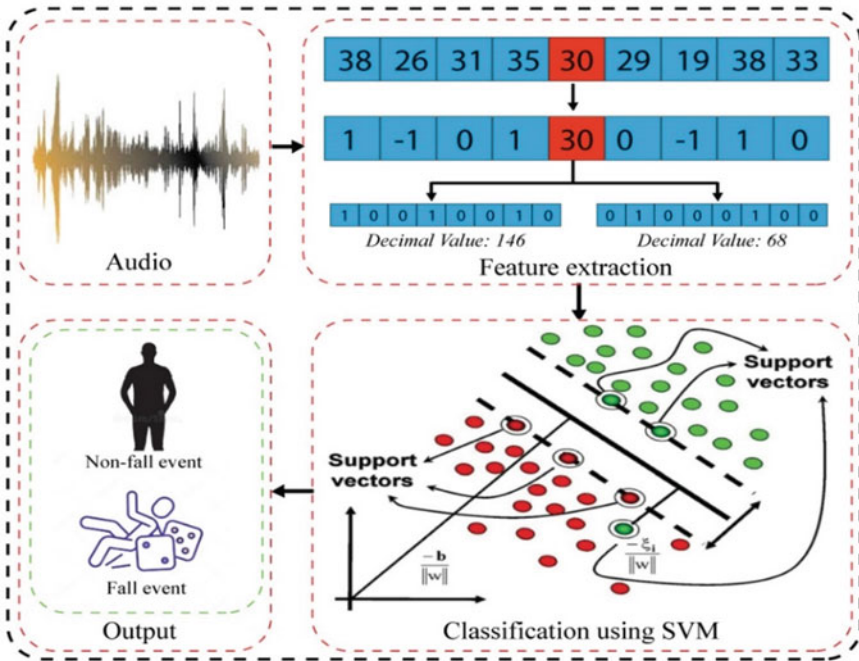 38 26 31 35 30 29 19 38 33
1 -1 0 1 30 0 -1 1 0
1 0 0 1 0 0 1 0
Decimal Value: 146
0 1 0 0 0 1 0 0
Decimal Value: 68
Audio
Feature extraction
Non-fall event
Fall event
Output
Support
vectors
Support
vectors
−b
‖w‖
−ξi
‖w‖
Classification using SVM